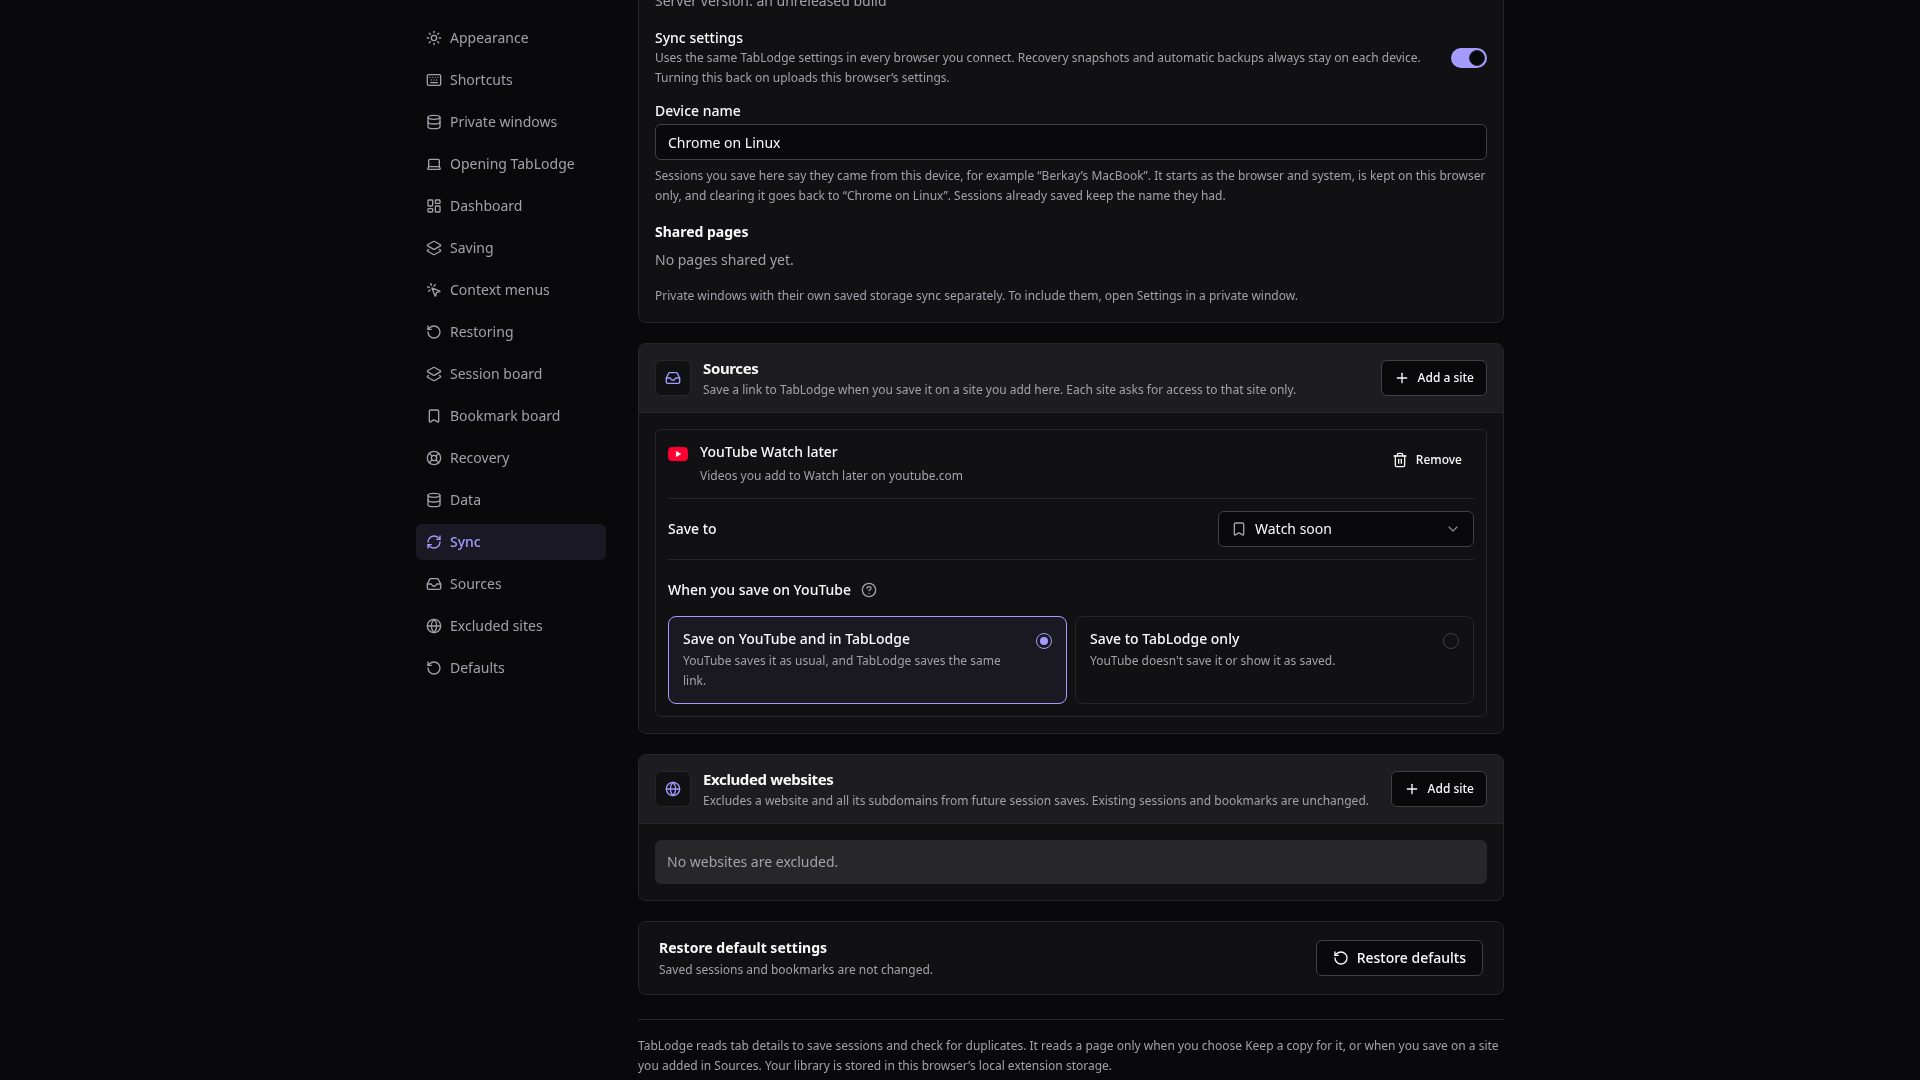 Appearance
Shortcuts
Private windows
Opening TabLodge
Dashboard
Saving
Context menus
Restoring
Session board
Bookmark board
Recovery
Data
Sync
Sources
Excluded sites
Defaults
Server version: an unreleased build
Sync settings
Uses the same TabLodge settings in every browser you connect. Recovery snapshots and automatic backups always stay on each device.
Turning this back on uploads this browser’s settings.
Device name
Chrome on Linux
Sessions you save here say they came from this device, for example “Berkay’s MacBook”. It starts as the browser and system, is kept on this browser
only, and clearing it goes back to “Chrome on Linux”. Sessions already saved keep the name they had.
Shared pages
No pages shared yet.
Private windows with their own saved storage sync separately. To include them, open Settings in a private window.
Sources
Save a link to TabLodge when you save it on a site you add here. Each site asks for access to that site only.
Add a site
YouTube Watch later
Videos you add to Watch later on youtube.com
Remove
Save to
Watch soon
When you save on YouTube
Save on YouTube and in TabLodge
YouTube saves it as usual, and TabLodge saves the same
link.
Save to TabLodge only
YouTube doesn't save it or show it as saved.
Excluded websites
Excludes a website and all its subdomains from future session saves. Existing sessions and bookmarks are unchanged.
Add site
No websites are excluded.
Restore default settings
Saved sessions and bookmarks are not changed.
Restore defaults
TabLodge reads tab details to save sessions and check for duplicates. It reads a page only when you choose Keep a copy for it, or when you save on a site
you added in Sources. Your library is stored in this browser’s local extension storage.